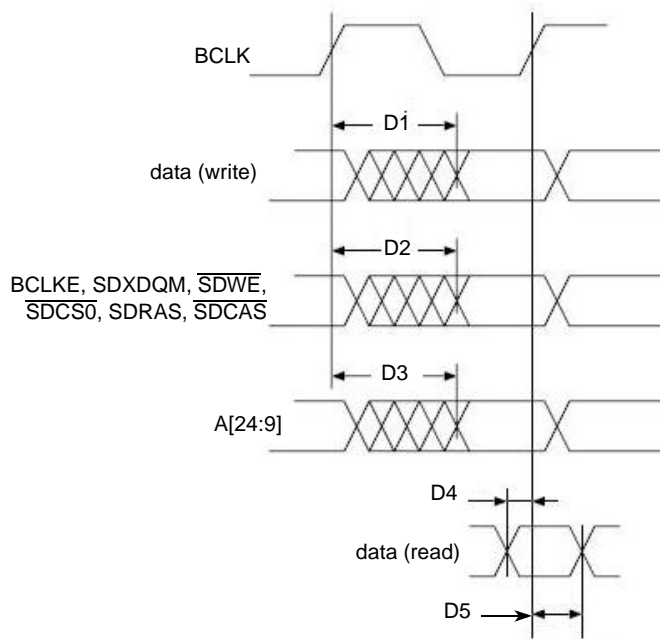 BCLK
D1
data (write)
D2
BCLKE, SDXDQM, SDWE,
SDCS0, SDRAS, SDCAS
D3
A[24:9]
D4
data (read)
D5